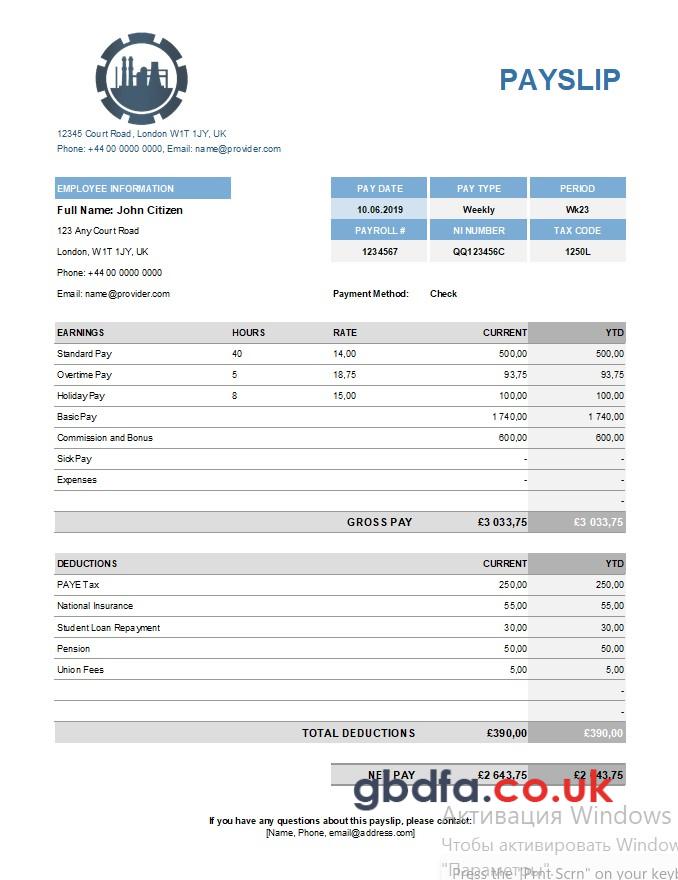 PAYSLIP
12345 Court Road, London W1T 1JY, UK
Phone: +44 00 0000 0000, Email: name@provider.com
EMPLOYEE INFORMATION
PAY DATE PAY TYPE PERIOD
Full Name: John Citizen
10.06.2019 Weekly Wk23
123 Any Court Road
PAYROLL # NI NUMBER TAX CODE
London, W1T 1JY, UK
1234567 QQ123456C 1250L
Phone: +44 00 0000 0000
Email: name@provider.com
Payment Method: Check
EARNINGS HOURS RATE CURRENT YTD
Standard Pay 40 14,00 500,00 500,00
Overtime Pay 5 18,75 93,75 93,75
Holiday Pay 8 15,00 100,00 100,00
Basic Pay 1 740,00 1 740,00
Commission and Bonus 600,00 600,00
Sick Pay - -
Expenses - -
-
GROSS PAY £3 033,75 £3 033,75
DEDUCTIONS CURRENT YTD
PAYE Tax 250,00 250,00
National Insurance 55,00 55,00
Student Loan Repayment 30,00 30,00
Pension 50,00 50,00
Union Fees 5,00 5,00
-
-
TOTAL DEDUCTIONS £390,00 £390,00
NET PAY £2 643,75 £2 643,75
gbdfa.co.uk
Активация Windows
If you have any questions about this payslip, please contact:
[Name, Phone, email@address.com]
Чтобы активировать Window
"Параметры".
Press the "Prnt-Scrn" on your keyb